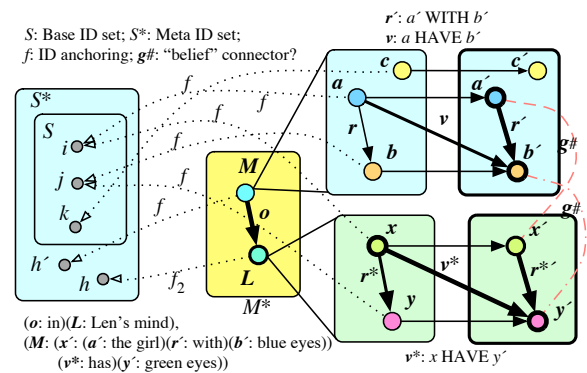 S: Base ID set; S*: Meta ID set;
f: ID anchoring; g#: “belief” connector?
r´: a´ WITH b´
v: a HAVE b´
c
c´
f
f
a
a´
S*
S
i
f
r
v
r´
g#
M
b
b´
j
f
f
k
o
f
x
x´
g#
v*
h´
r*
r*´
h
f2
L
y
y´
M*
(o: in)(L: Len’s mind),
(M: (x´: (a´: the girl)(r´: with)(b´: blue eyes))
(v*: has)(y´: green eyes))
v*: x HAVE y´